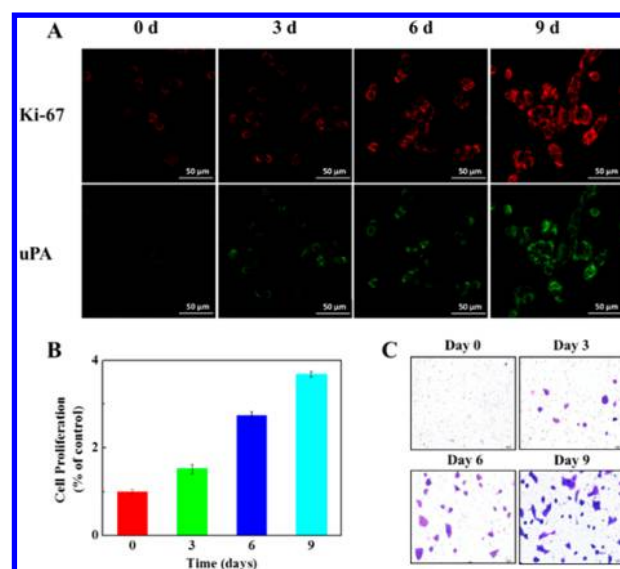 A
0 d 3 d 6 d 9 d
Ki-67
50 µm 50 µm 50 µm 50 µm
uPA
50 µm 50 µm 50 µm 50 µm
B
4
2
0
Cell Proliferation
(% of control)
0 3 6 9
Time (days)
C
Day 0 Day 3
Day 6 Day 9